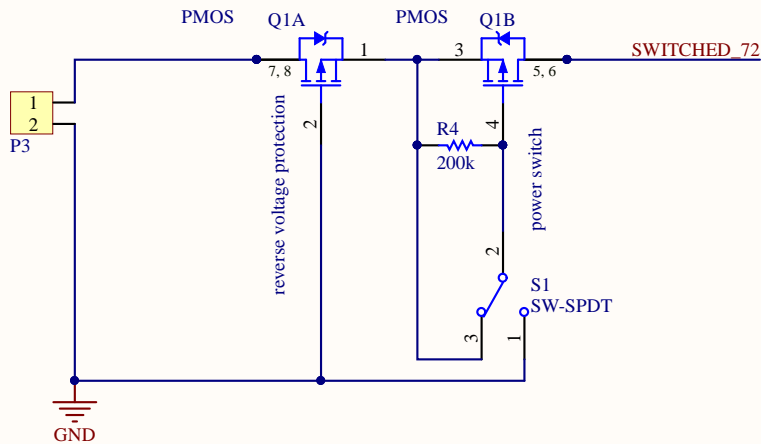 PMOS
Q1A
PMOS
Q1B
1
3
SWITCHED_72
7, 8
5, 6
1
2
P3
2
reverse voltage protection
4
R4
200k
power switch
2
S1
SW-SPDT
3
1
GND